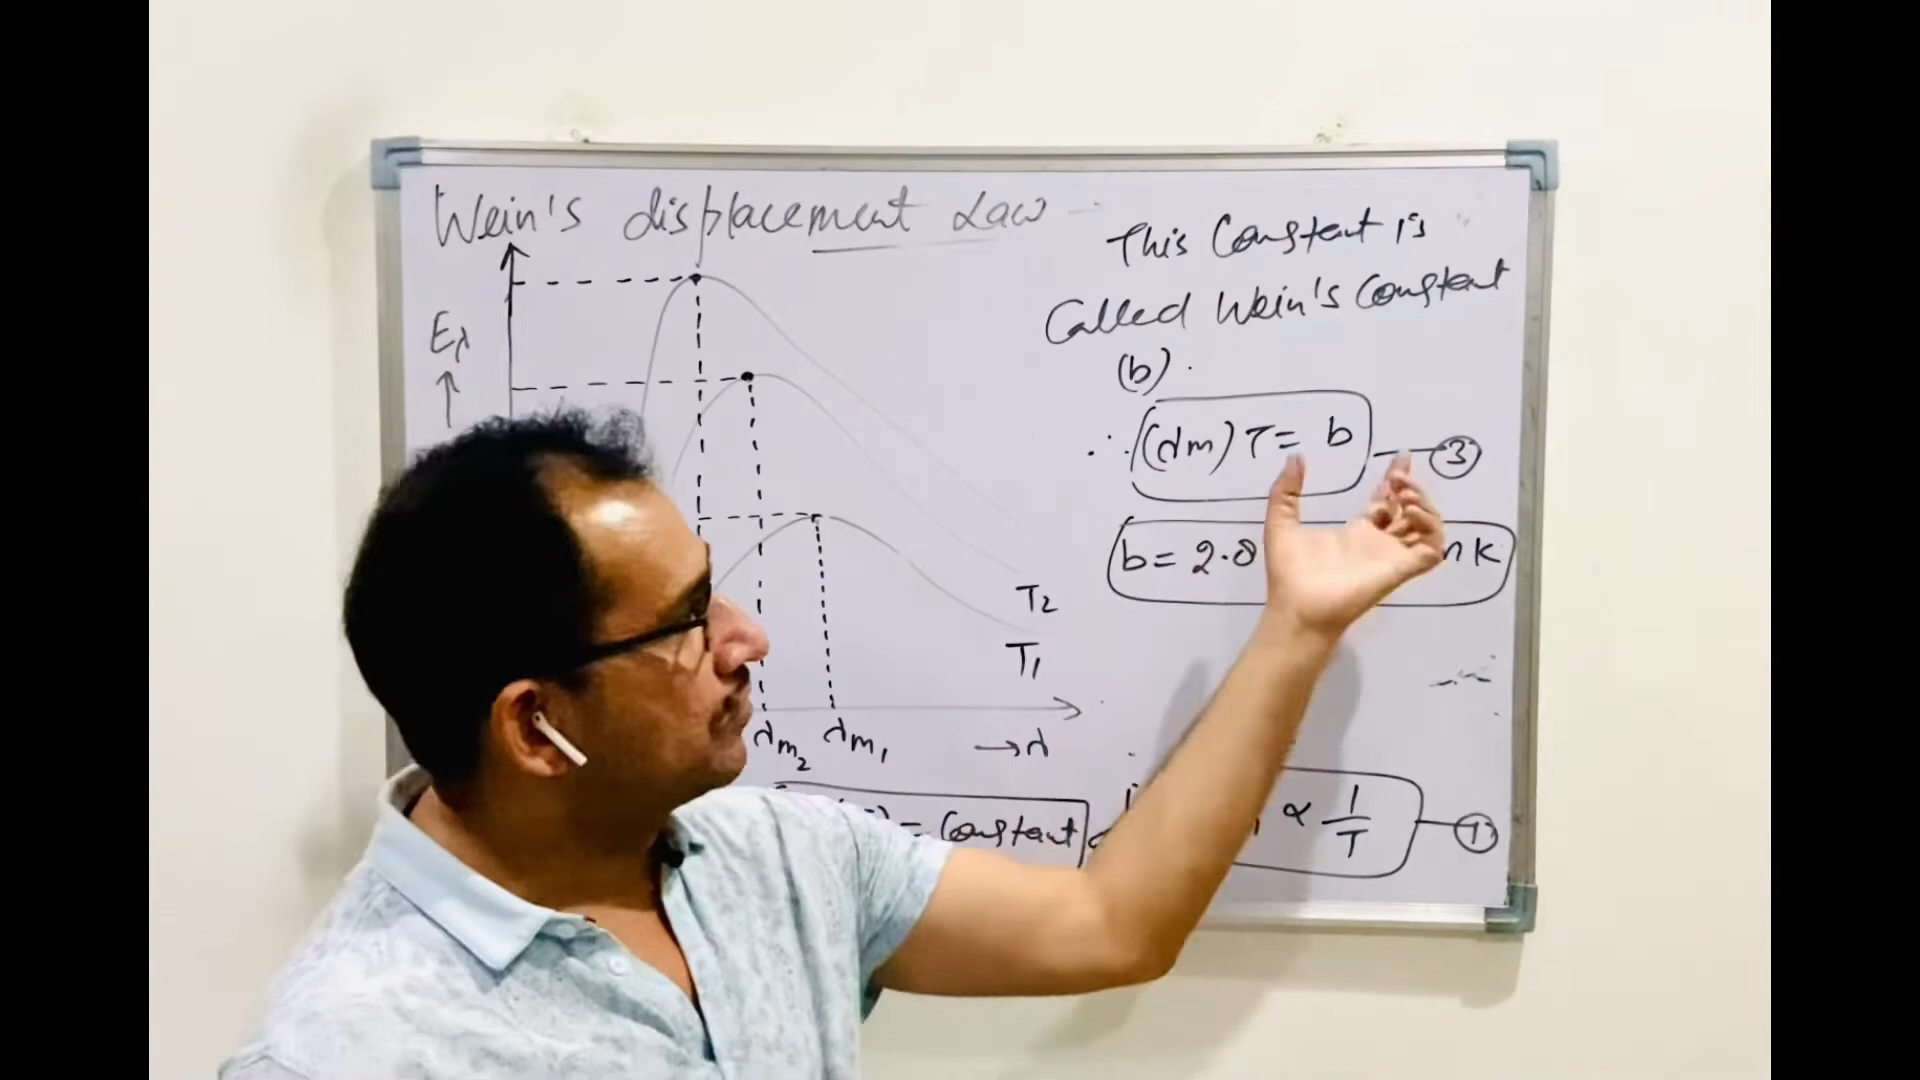 Wein's displacement Law
Eλ
T2
T1
λm2 λm1 → λ
= Constant
This Constant is
Called Wein's Constant
(b).
∴ (λm) T = b — ③
b = 2.8 mK
∝ 1/T — ①